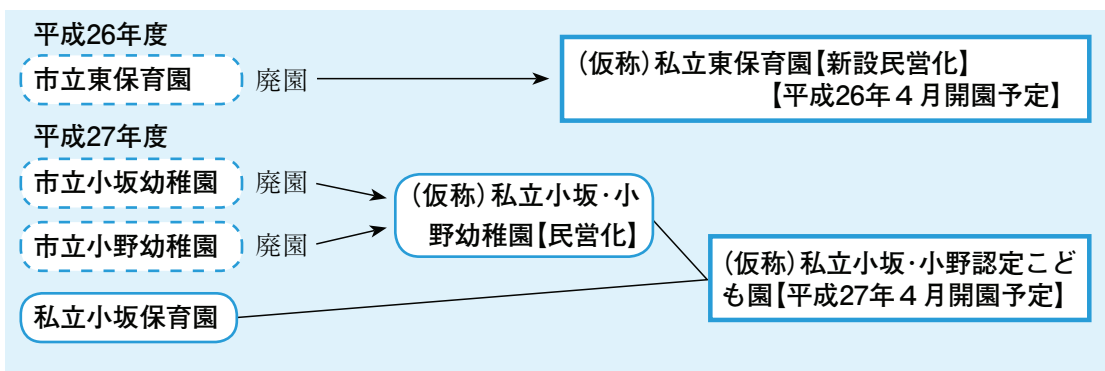 平成26年度
市立東保育園 廃園
(仮称)私立東保育園【新設民営化】
【平成26年4月開園予定】
平成27年度
市立小坂幼稚園 廃園
市立小野幼稚園 廃園
(仮称)私立小坂・小
野幼稚園【民営化】
私立小坂保育園
(仮称)私立小坂・小野認定こど
も園【平成27年4月開園予定】